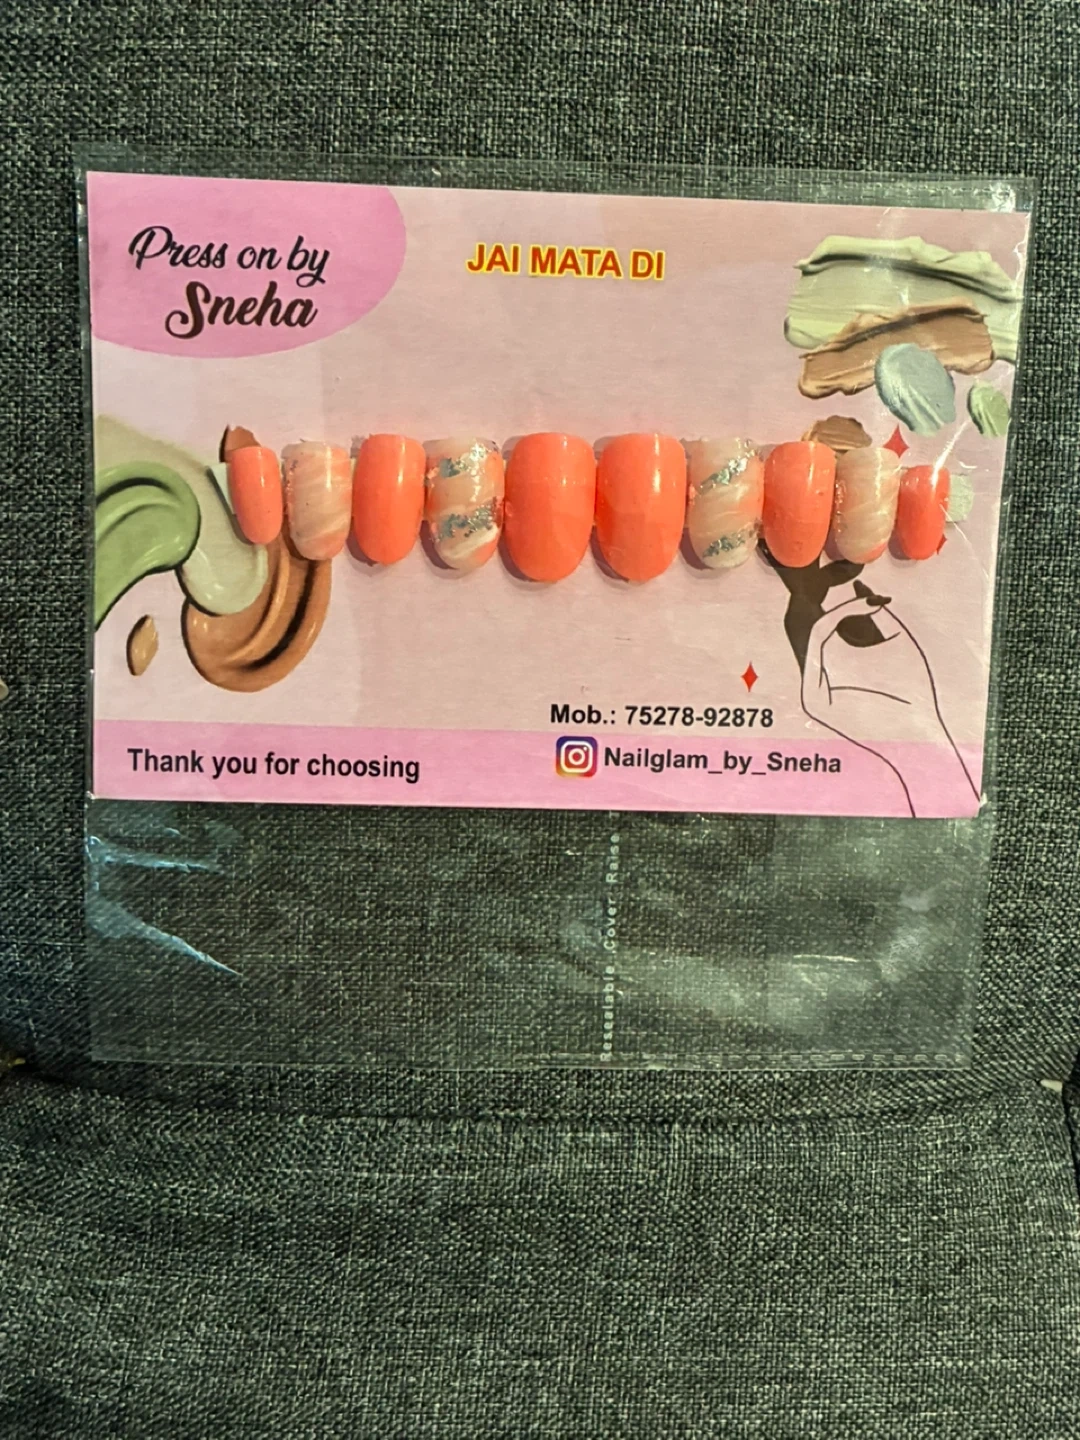 Press on by
Sneha
JAI MATA DI
Mob.: 75278-92878
Thank you for choosing
Nailglam_by_Sneha
Resealable Cover Raise